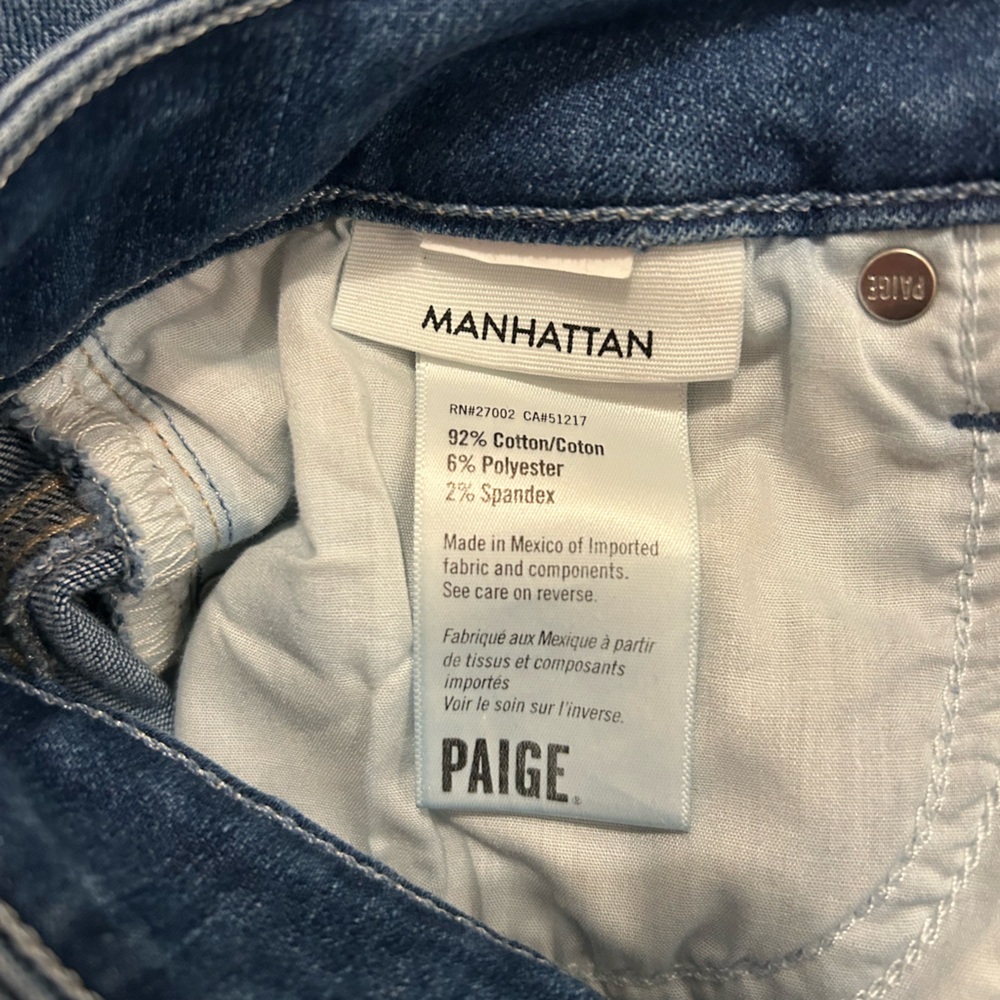 MANHATTAN
PAIGE
RN#27002 CA#51217
92% Cotton/Coton
6% Polyester
2% Spandex
Made in Mexico of Imported
fabric and components.
See care on reverse.
Fabriqué aux Mexique à partir
de tissus et composants
importés
Voir le soin sur l'inverse.
PAIGE®